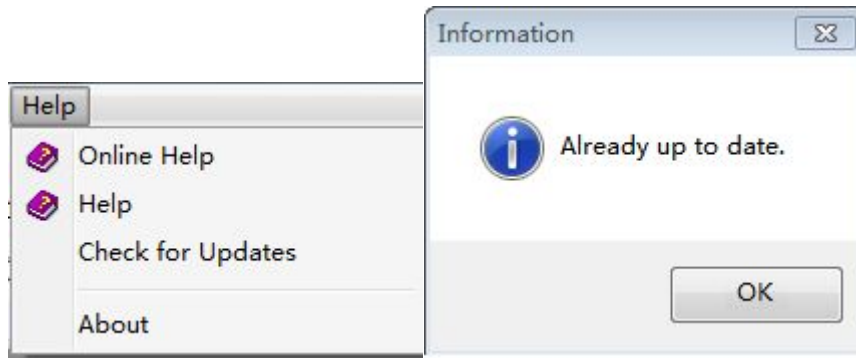 Help
Online Help
Help
Check for Updates
About
Information
Already up to date.
OK